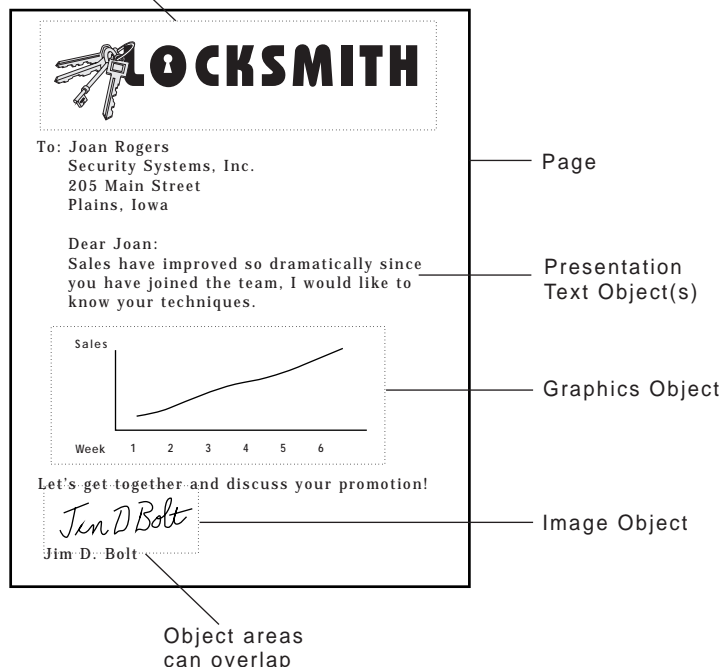 LOCKSMITH
To: Joan Rogers
Security Systems, Inc.
205 Main Street
Plains, Iowa
Page
Dear Joan:
Sales have improved so dramatically since
you have joined the team, I would like to
know your techniques.
Presentation
Text Object(s)
Sales
Week 1 2 3 4 5 6
Graphics Object
Let's get together and discuss your promotion!
Jim D Bolt
Image Object
Jim D. Bolt
Object areas
can overlap